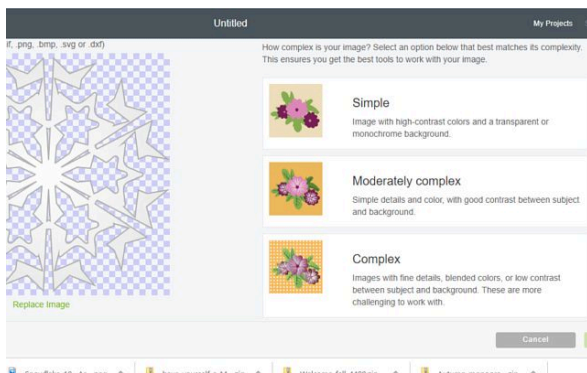 Untitled
My Projects
if, .png, .bmp, .svg or .dxf)
How complex is your image? Select an option below that best matches its complexity.
This ensures you get the best tools to work with your image.
Simple
Image with high-contrast colors and a transparent or
monochrome background.
Moderately complex
Simple details and color, with good contrast between subject
and background.
Complex
Images with fine details, blended colors, or low contrast
between subject and background. These are more
challenging to work with.
Replace Image
Cancel